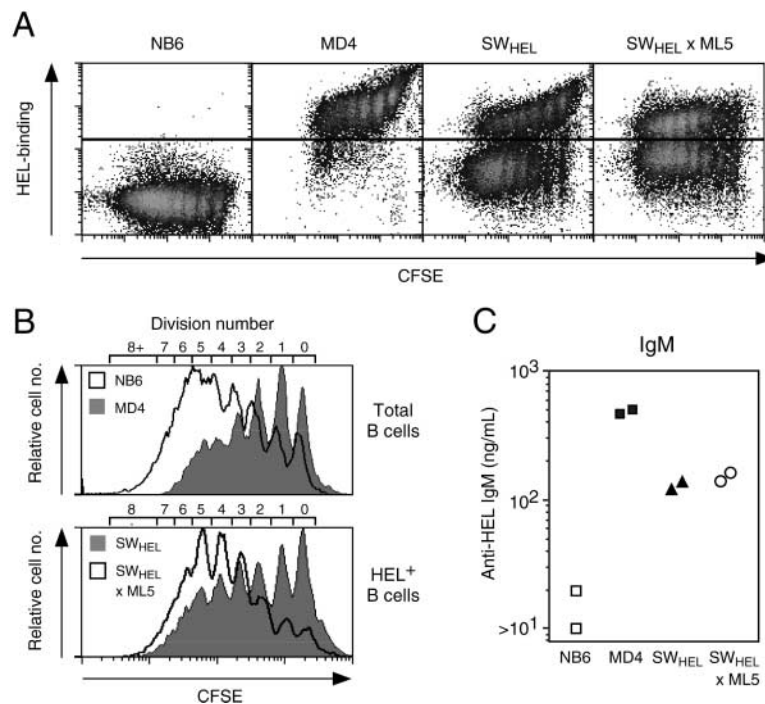 A
NB6 MD4 SWHEL SWHEL x ML5
HEL-binding
CFSE
B
Division number
8+ 7 6 5 4 3 2 1 0
NB6
MD4
Relative cell no.
Total
B cells
8 7 6 5 4 3 2 1 0
SWHEL
SWHEL
x ML5
Relative cell no.
HEL+
B cells
CFSE
C
IgM
Anti-HEL IgM (ng/mL)
10³
10²
>10¹
NB6 MD4 SWHEL SWHEL
x ML5